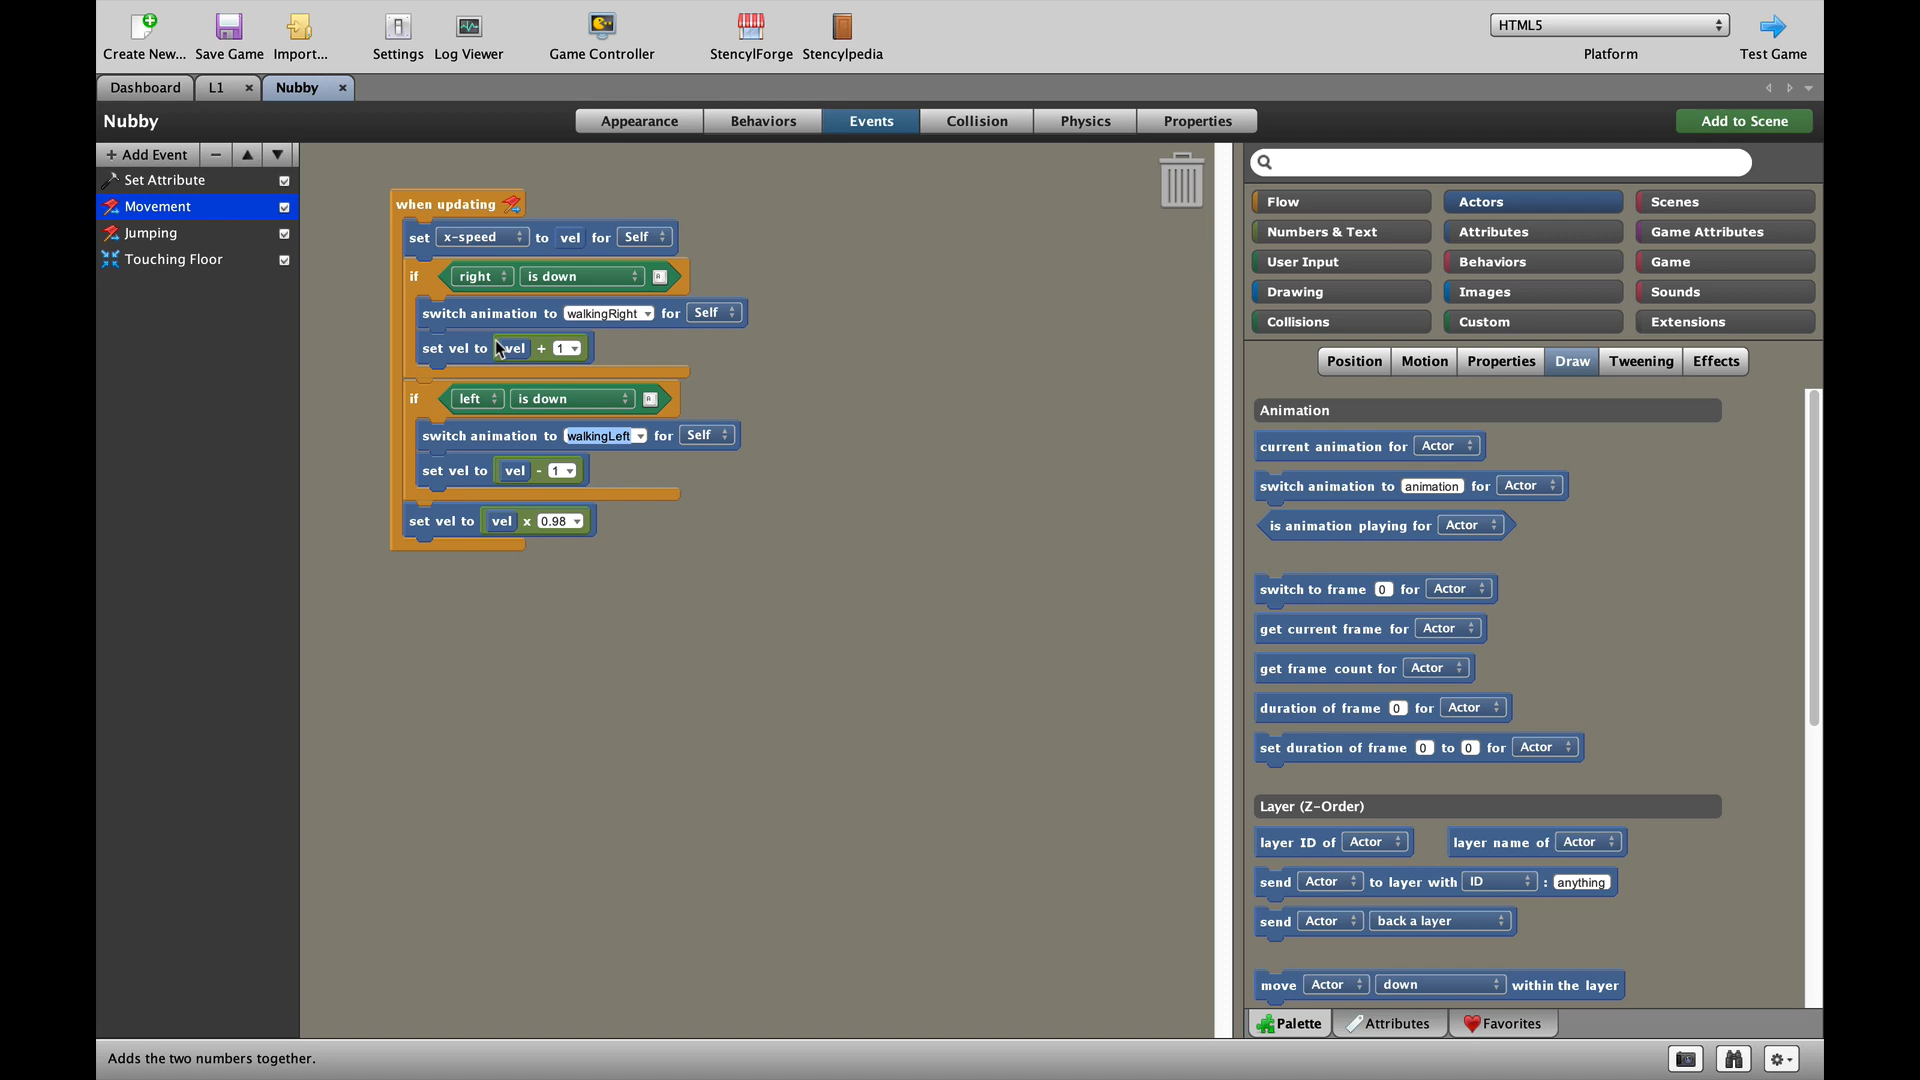 Create New... Save Game Import... Settings Log Viewer Game Controller StencylForge Stencylpedia HTML5 Platform Test Game
Dashboard L1 Nubby
Nubby Appearance Behaviors Events Collision Physics Properties Add to Scene
+ Add Event
Set Attribute
Movement
Jumping
Touching Floor
when updating
set x-speed to vel for Self
if right is down
switch animation to walkingRight for Self
set vel to vel + 1
if left is down
switch animation to walkingLeft for Self
set vel to vel - 1
set vel to vel x 0.98
Flow Actors Scenes
Numbers & Text Attributes Game Attributes
User Input Behaviors Game
Drawing Images Sounds
Collisions Custom Extensions
Position Motion Properties Draw Tweening Effects
Animation
current animation for Actor
switch animation to animation for Actor
is animation playing for Actor
switch to frame 0 for Actor
get current frame for Actor
get frame count for Actor
duration of frame 0 for Actor
set duration of frame 0 to 0 for Actor
Layer (Z-Order)
layer ID of Actor layer name of Actor
send Actor to layer with ID : anything
send Actor back a layer
move Actor down within the layer
Palette Attributes Favorites
Adds the two numbers together.